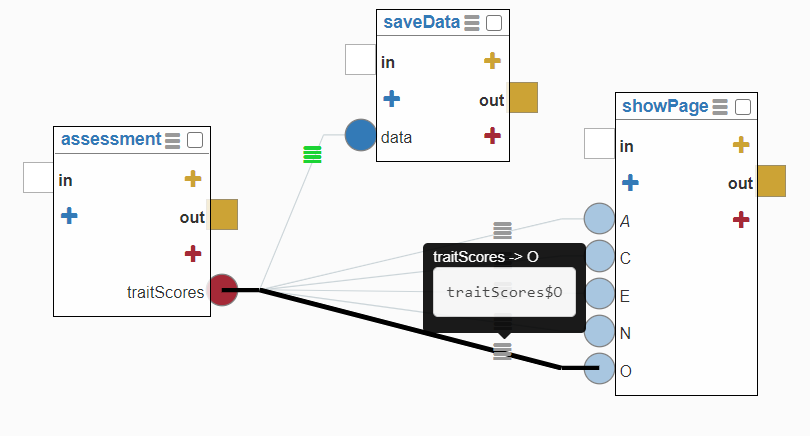 saveData
in
out
data
showPage
in
out
A
C
E
N
O
assessment
in
out
traitScores
traitScores -> O
traitScores$O